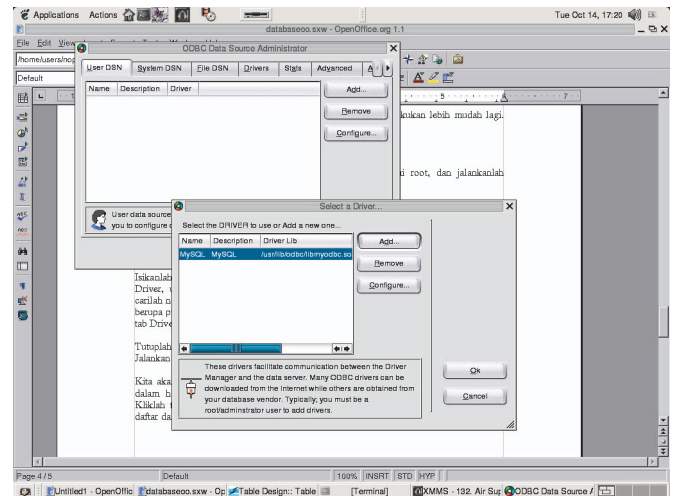 Applications Actions Tue Oct 14, 17:20
databaseoo.sxw - OpenOffice.org 1.1
File Edit View
/home/users/nop
Default
ODBC Data Source Administrator
User DSN System DSN File DSN Drivers Stats Advanced
Name Description Driver
Add...
Remove
Configure...
User data source
you to configure
kukan lebih mudah lagi.
root, dan jalankanlah
Select a Driver...
Select the DRIVER to use or Add a new one...
Name Description Driver Lib
MySQL MySQL /usr/lib/odbc/libmyodbc.so
Add...
Remove
Configure...
These drivers facilitate communication between the Driver
Manager and the data server. Many ODBC drivers can be
downloaded from the Internet while others are obtained from
your database vendor. Typically; you must be a
root/adminstrator user to add drivers.
Ok
Cancel
Isikanlah
Driver,
carilah n
berupa p
tab Drive
Tutuplah
Jalankan
Kita aka
dalam h
Kliklah t
daftar da
Page 4 / 5 Default 100% INSRT STD HYP
Untitled1 - OpenOffic databaseoo.sxw - Op Table Design:: Table [Terminal] XMMS - 132. Air Sup ODBC Data Source A